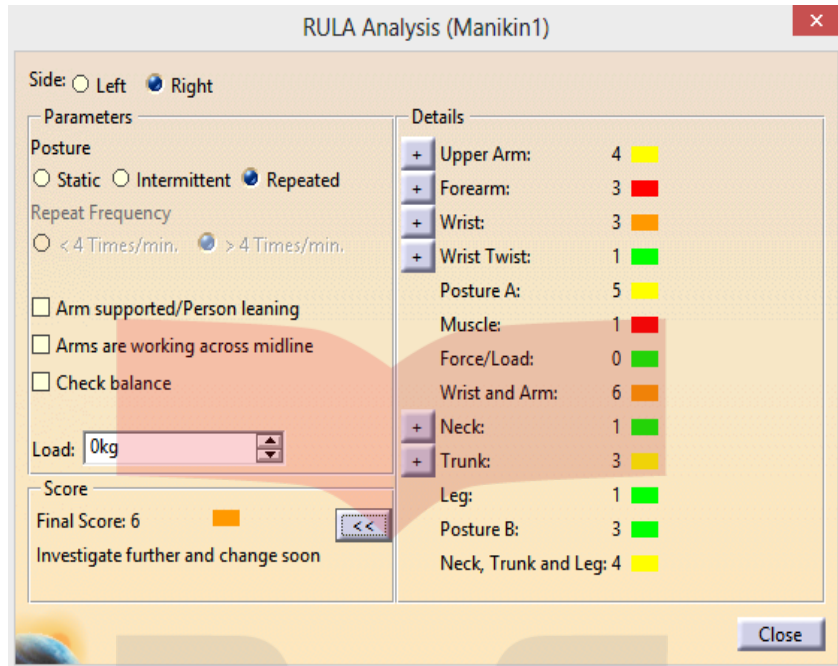 RULA Analysis (Manikin1)
Side: Left Right
Parameters
Posture
Static Intermittent Repeated
Repeat Frequency
< 4 Times/min. > 4 Times/min.
Arm supported/Person leaning
Arms are working across midline
Check balance
Load: 0kg
Score
Final Score: 6
<<
Investigate further and change soon
Details
+ Upper Arm: 4
+ Forearm: 3
+ Wrist: 3
+ Wrist Twist: 1
Posture A: 5
Muscle: 1
Force/Load: 0
Wrist and Arm: 6
+ Neck: 1
+ Trunk: 3
Leg: 1
Posture B: 3
Neck, Trunk and Leg: 4
Close